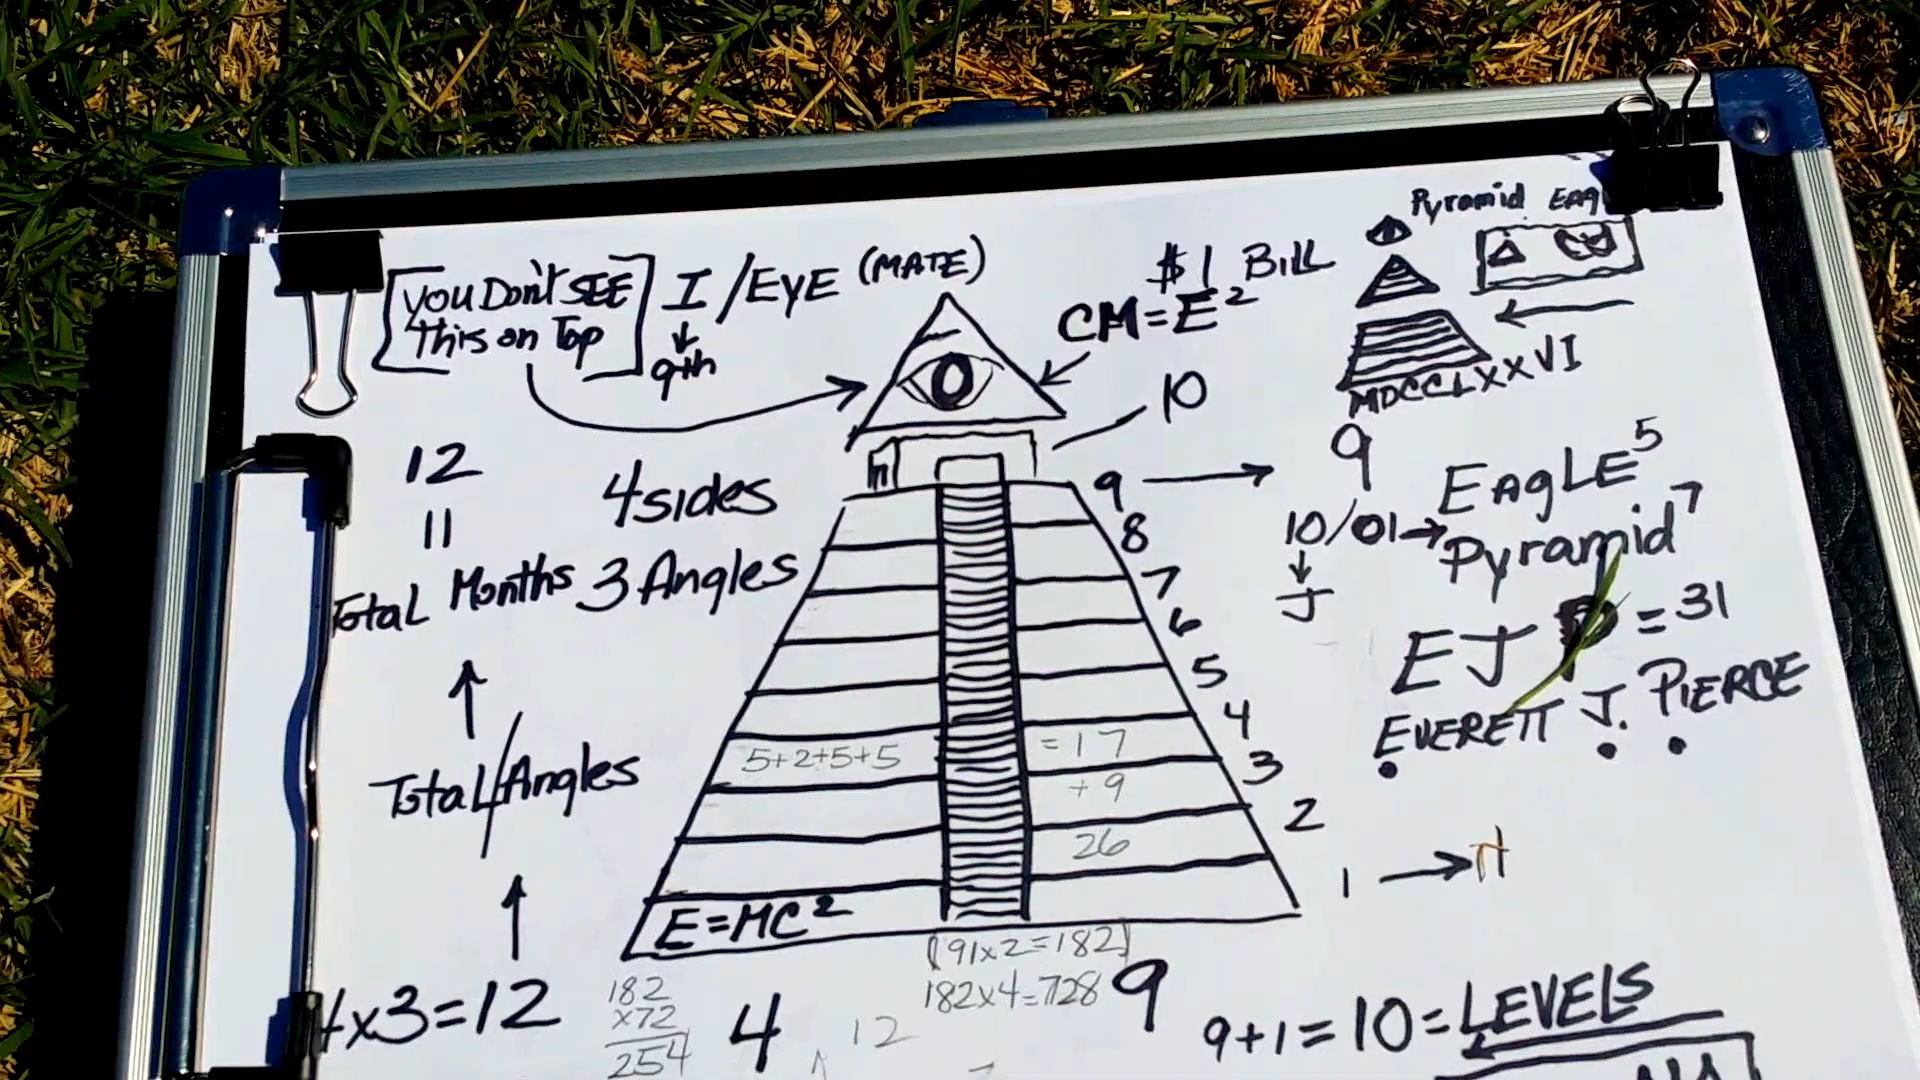 Pyramid
$1 Bill
[You Don't SEE
This on Top]
I / EYE (MATE)
9th
CM=E²
MDCCLXXVI
10
12
11
Total Months
4 sides
3 Angles
9
8
7
6
5
4
3
2
1
9
10/01
J
EAgLE⁵
Pyramid⁷
E J P = 31
EVERETT J. PIERCE
Total/Angles
5+2+5+5
=17
+9
26
E=MC²
(91x2=182)
182x4=728
4x3=12
182
x72
254
4
12
9
9+1=10=LEVELS